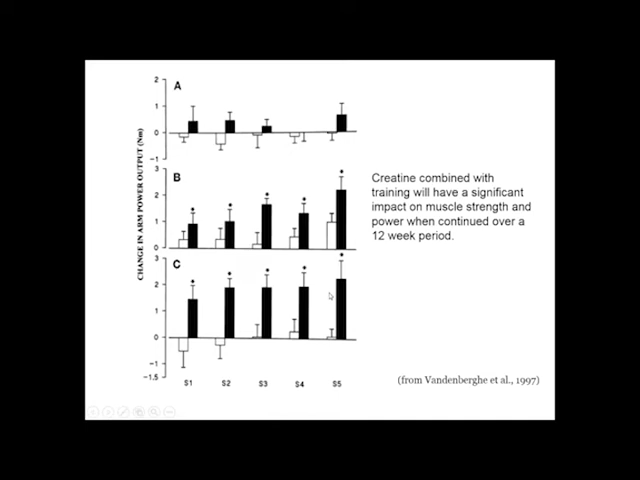 A
2
1
0
-1
B
3
2
1
0
C
3
2
1
0
-1
-1.5
CHANGE IN ARM POWER OUTPUT (Nm)
S1 S2 S3 S4 S5
Creatine combined with
training will have a significant
impact on muscle strength and
power when continued over a
12 week period.
(from Vandenberghe et al., 1997)